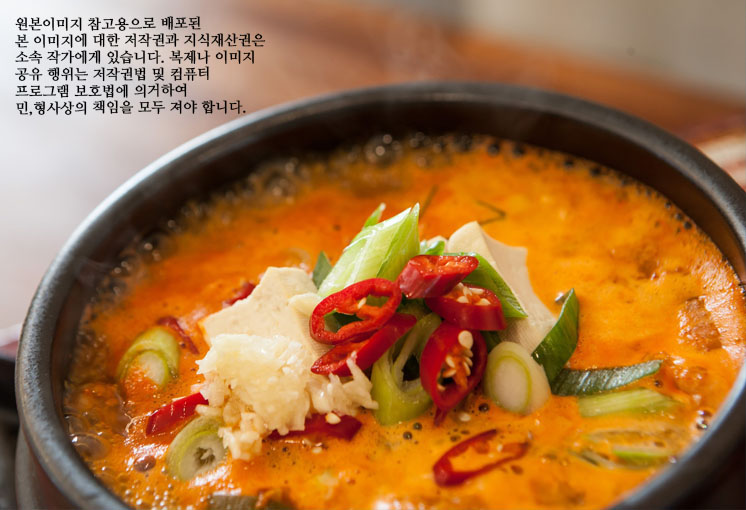 원본이미지 참고용으로 배포된
본 이미지에 대한 저작권과 지식재산권은
소속 작가에게 있습니다. 복제나 이미지
공유 행위는 저작권법 및 컴퓨터
프로그램 보호법에 의거하여
민,형사상의 책임을 모두 져야 합니다.